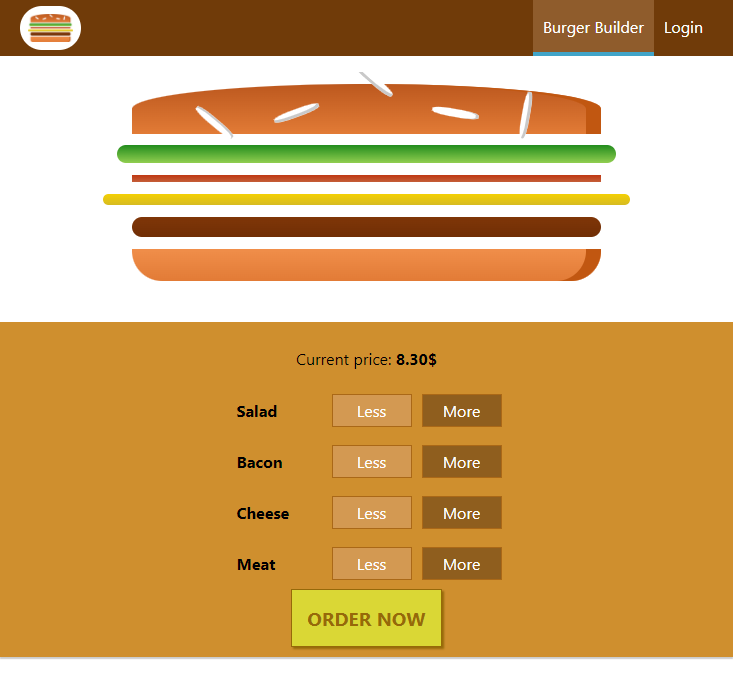 Burger Builder Login
Current price: 8.30$
Salad Less More
Bacon Less More
Cheese Less More
Meat Less More
ORDER NOW